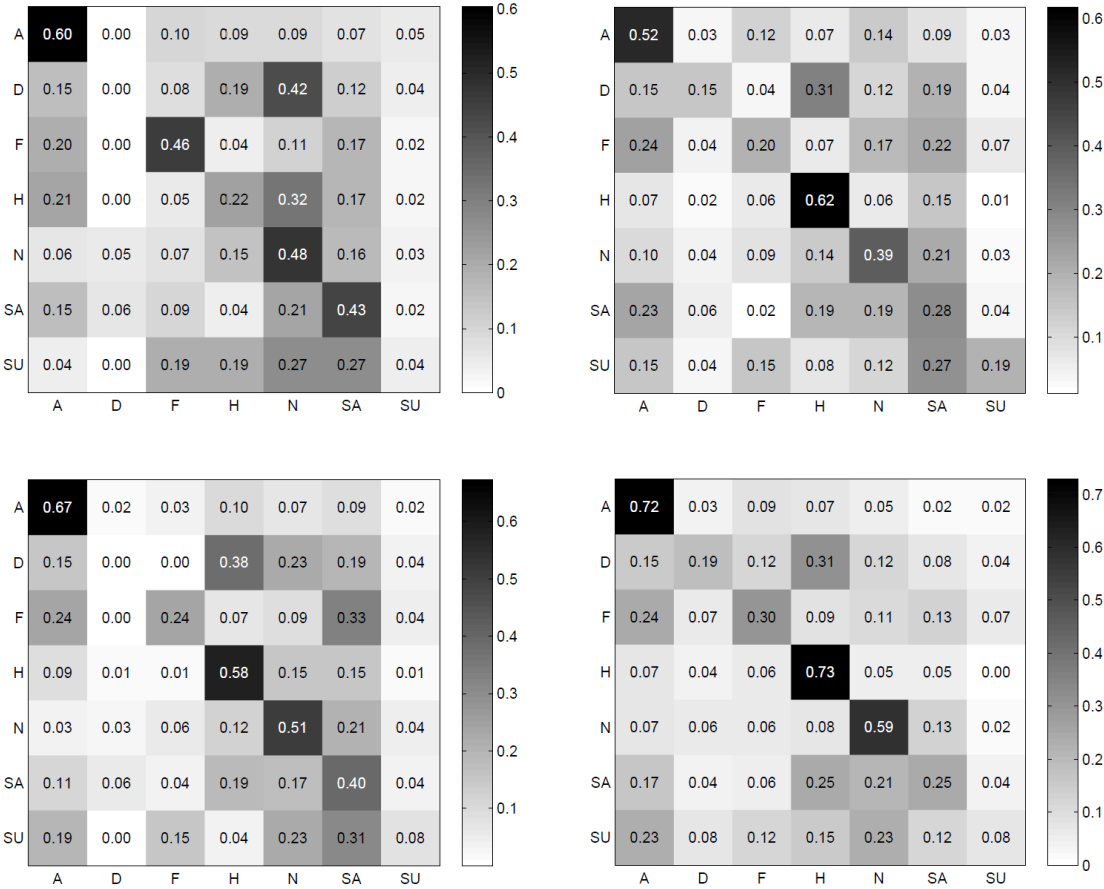 A 0.60 0.00 0.10 0.09 0.09 0.07 0.05
D 0.15 0.00 0.08 0.19 0.42 0.12 0.04
F 0.20 0.00 0.46 0.04 0.11 0.17 0.02
H 0.21 0.00 0.05 0.22 0.32 0.17 0.02
N 0.06 0.05 0.07 0.15 0.48 0.16 0.03
SA 0.15 0.06 0.09 0.04 0.21 0.43 0.02
SU 0.04 0.00 0.19 0.19 0.27 0.27 0.04
A D F H N SA SU
0.6
0.5
0.4
0.3
0.2
0.1
0
A 0.52 0.03 0.12 0.07 0.14 0.09 0.03
D 0.15 0.15 0.04 0.31 0.12 0.19 0.04
F 0.24 0.04 0.20 0.07 0.17 0.22 0.07
H 0.07 0.02 0.06 0.62 0.06 0.15 0.01
N 0.10 0.04 0.09 0.14 0.39 0.21 0.03
SA 0.23 0.06 0.02 0.19 0.19 0.28 0.04
SU 0.15 0.04 0.15 0.08 0.12 0.27 0.19
A D F H N SA SU
0.6
0.5
0.4
0.3
0.2
0.1
A 0.67 0.02 0.03 0.10 0.07 0.09 0.02
D 0.15 0.00 0.00 0.38 0.23 0.19 0.04
F 0.24 0.00 0.24 0.07 0.09 0.33 0.04
H 0.09 0.01 0.01 0.58 0.15 0.15 0.01
N 0.03 0.03 0.06 0.12 0.51 0.21 0.04
SA 0.11 0.06 0.04 0.19 0.17 0.40 0.04
SU 0.19 0.00 0.15 0.04 0.23 0.31 0.08
A D F H N SA SU
0.6
0.5
0.4
0.3
0.2
0.1
A 0.72 0.03 0.09 0.07 0.05 0.02 0.02
D 0.15 0.19 0.12 0.31 0.12 0.08 0.04
F 0.24 0.07 0.30 0.09 0.11 0.13 0.07
H 0.07 0.04 0.06 0.73 0.05 0.05 0.00
N 0.07 0.06 0.06 0.08 0.59 0.13 0.02
SA 0.17 0.04 0.06 0.25 0.21 0.25 0.04
SU 0.23 0.08 0.12 0.15 0.23 0.12 0.08
A D F H N SA SU
0.7
0.6
0.5
0.4
0.3
0.2
0.1
0